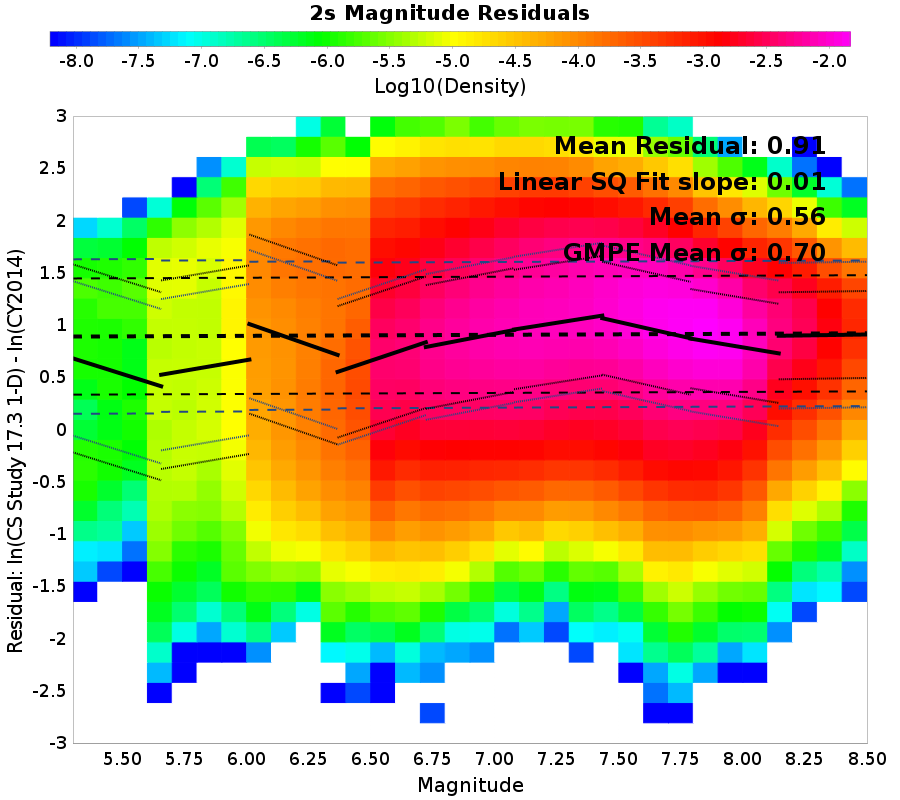 2s Magnitude Residuals
-8.0 -7.5 -7.0 -6.5 -6.0 -5.5 -5.0 -4.5 -4.0 -3.5 -3.0 -2.5 -2.0
Log10(Density)
Mean Residual: 0.91
Linear SQ Fit slope: 0.01
Mean σ: 0.56
GMPE Mean σ: 0.70
Residual: ln(CS Study 17.3 1-D) - ln(CY2014)
3
2.5
2
1.5
1
0.5
0
-0.5
-1
-1.5
-2
-2.5
-3
5.50 5.75 6.00 6.25 6.50 6.75 7.00 7.25 7.50 7.75 8.00 8.25 8.50
Magnitude